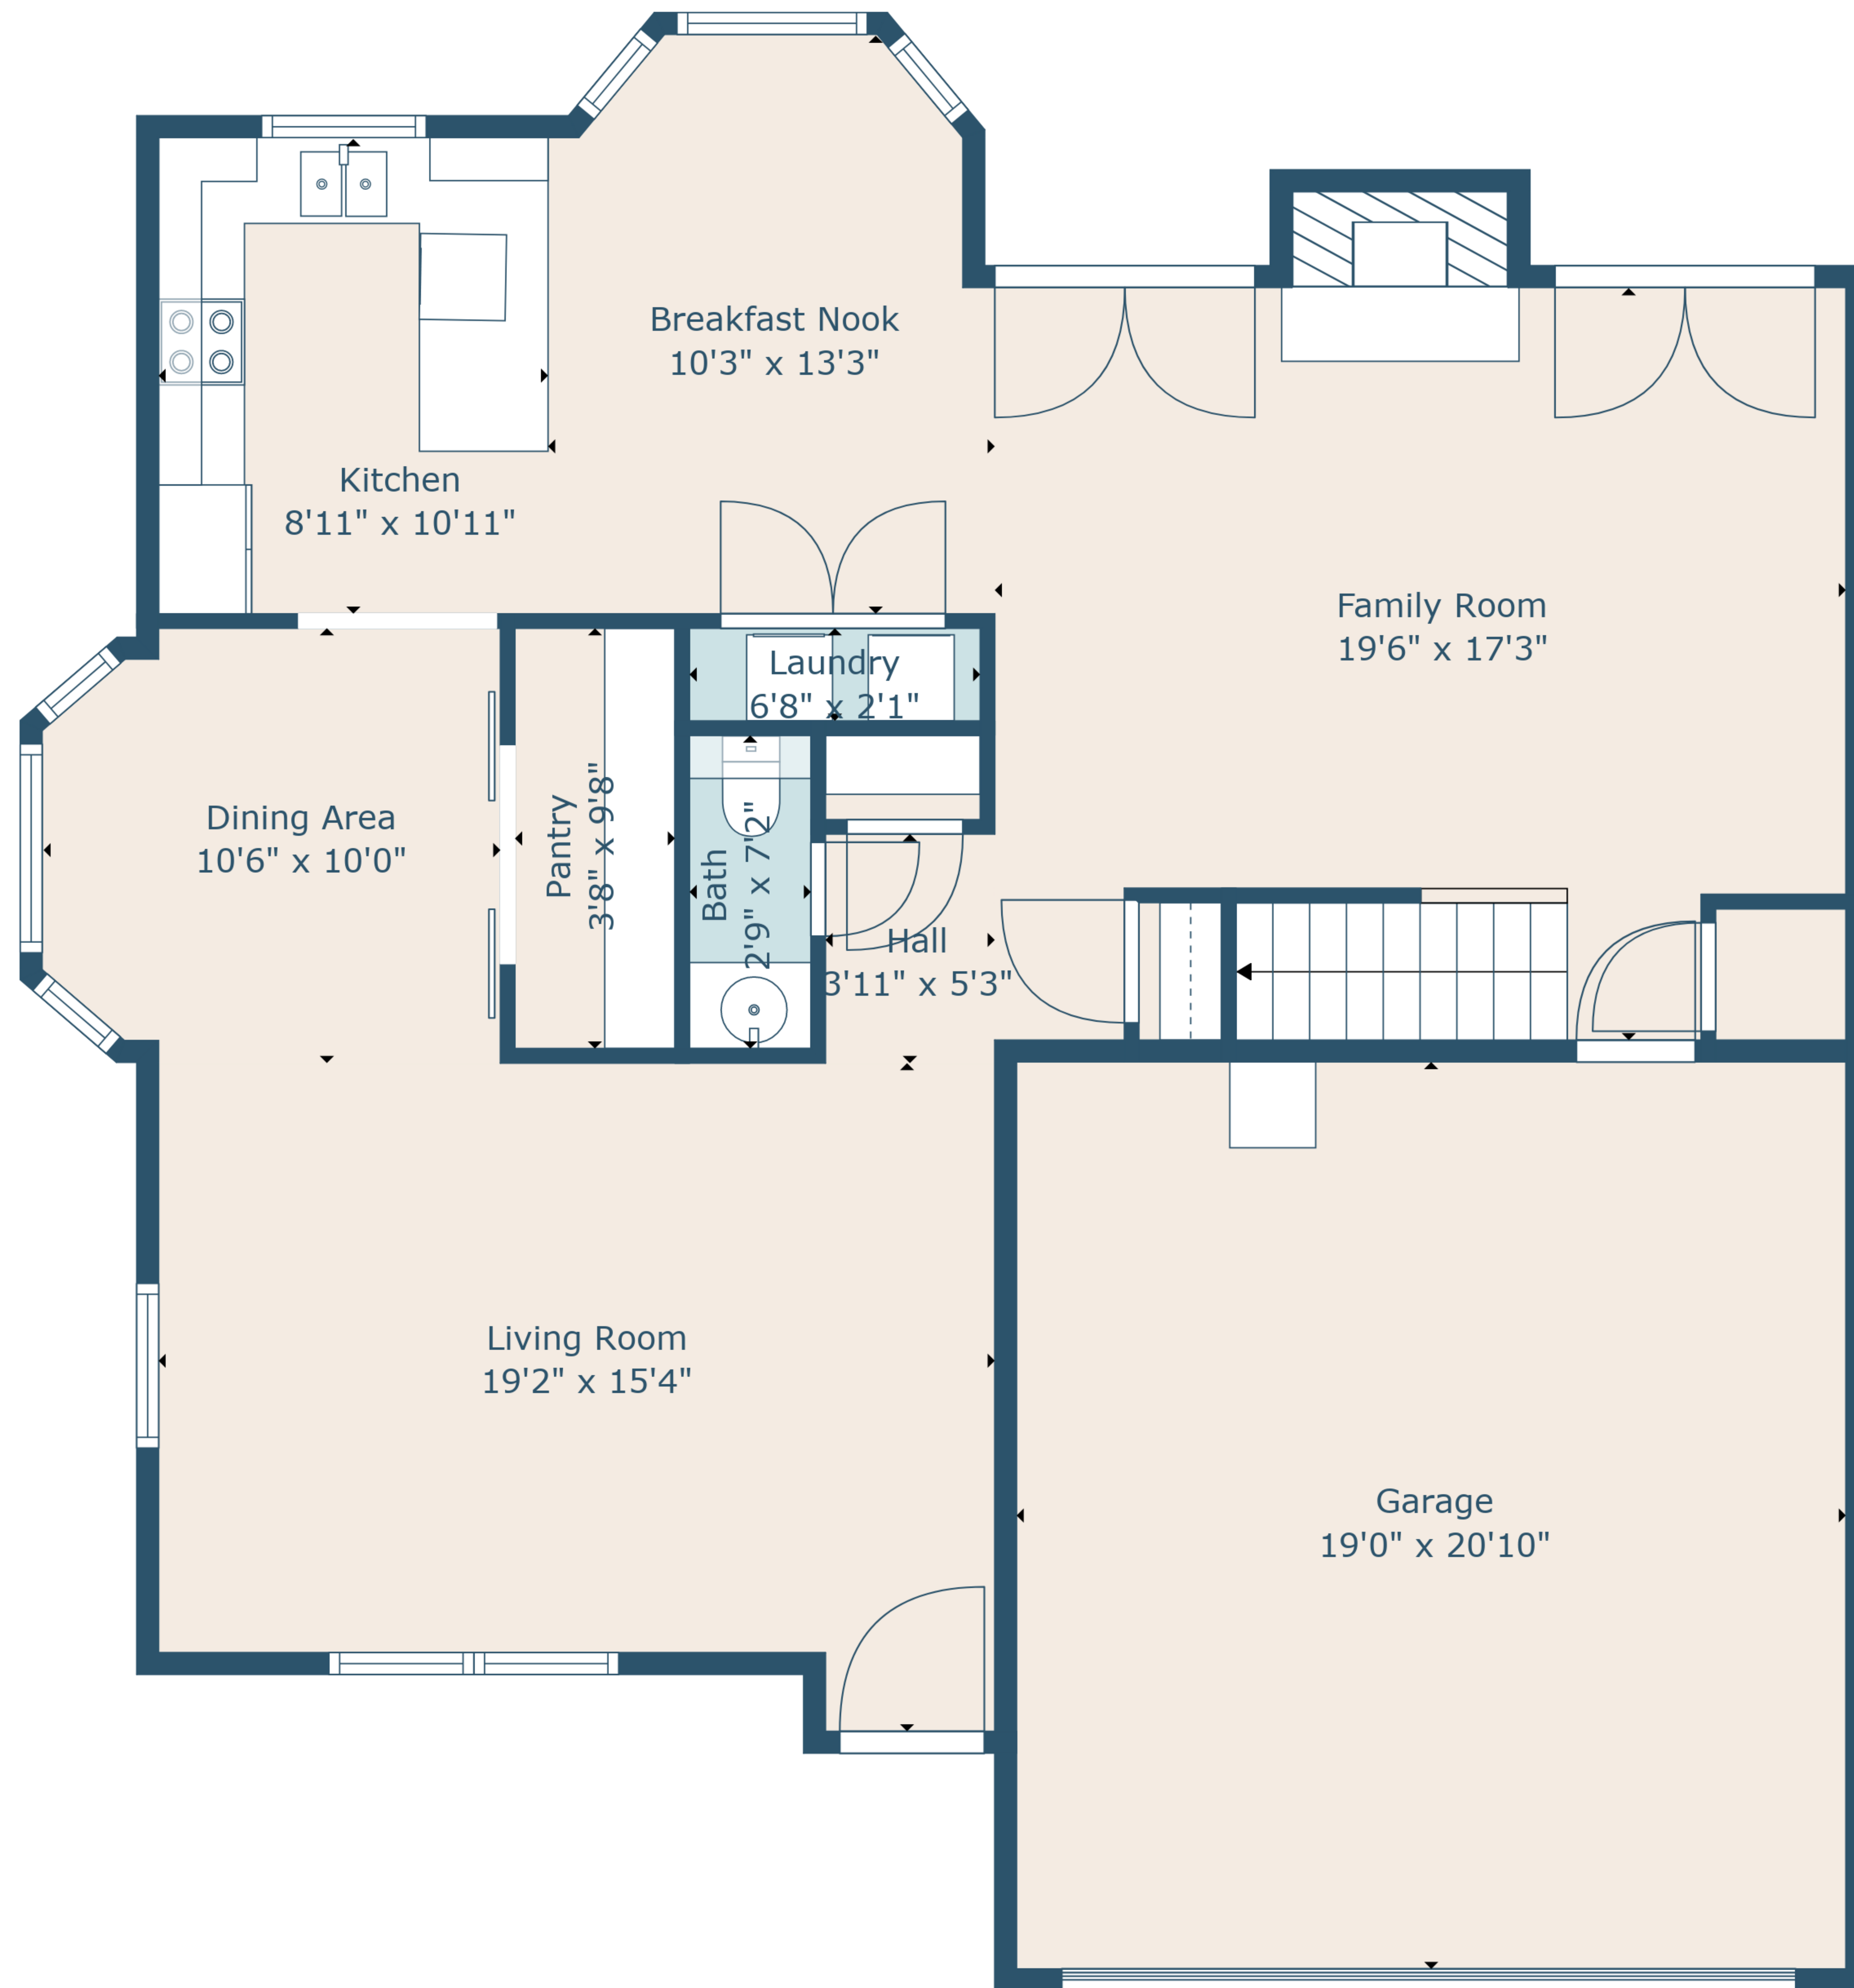 Breakfast Nook
10'3" x 13'3"
Kitchen
8'11" x 10'11"
Family Room
19'6" x 17'3"
Laundry
6'8" x 2'1"
Dining Area
10'6" x 10'0"
Pantry
3'8" x 9'8"
Bath
2'9" x 7'2"
Hall
3'11" x 5'3"
Living Room
19'2" x 15'4"
Garage
19'0" x 20'10"